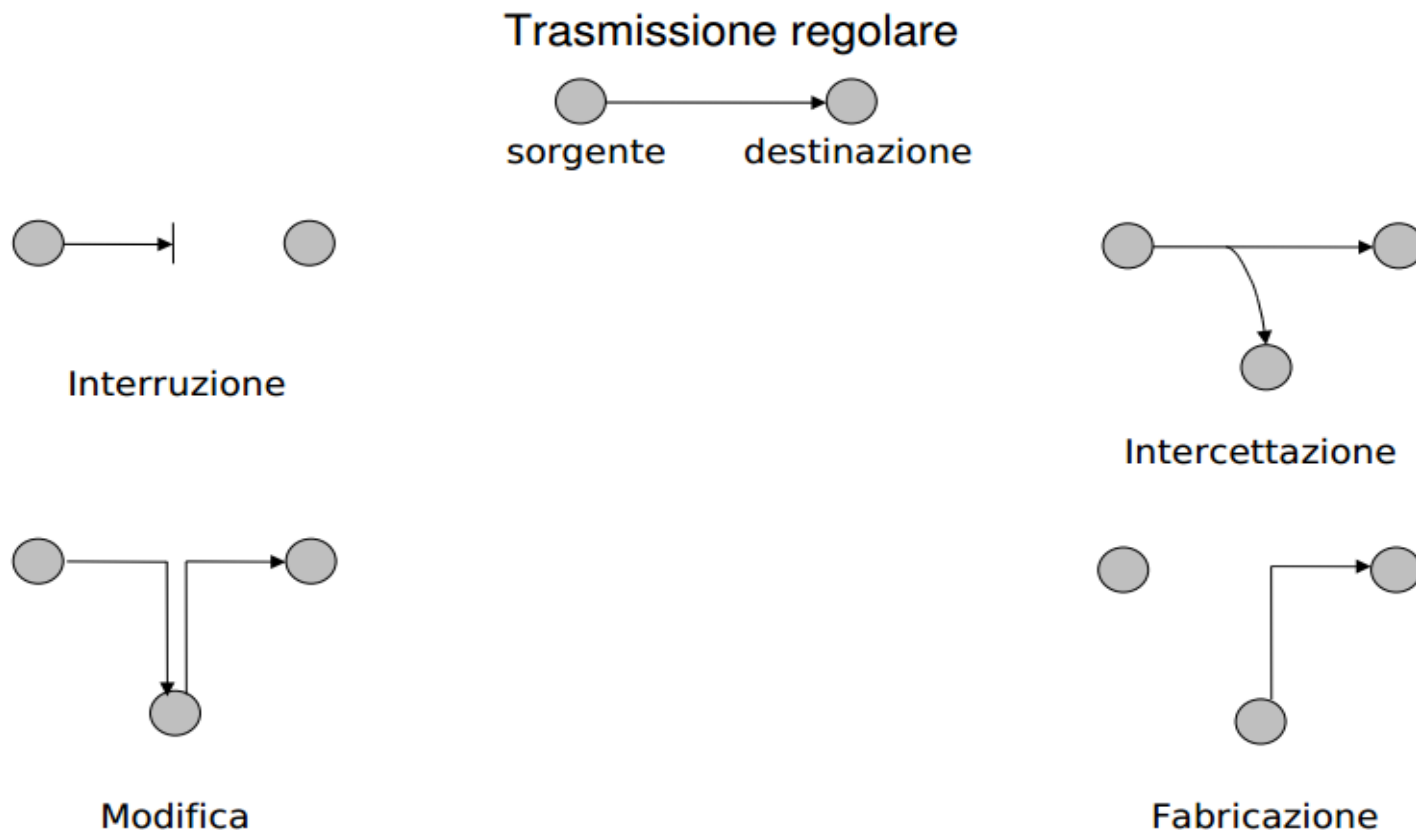 Trasmissione regolare
sorgente destinazione
Interruzione
Intercettazione
Modifica
Fabricazione